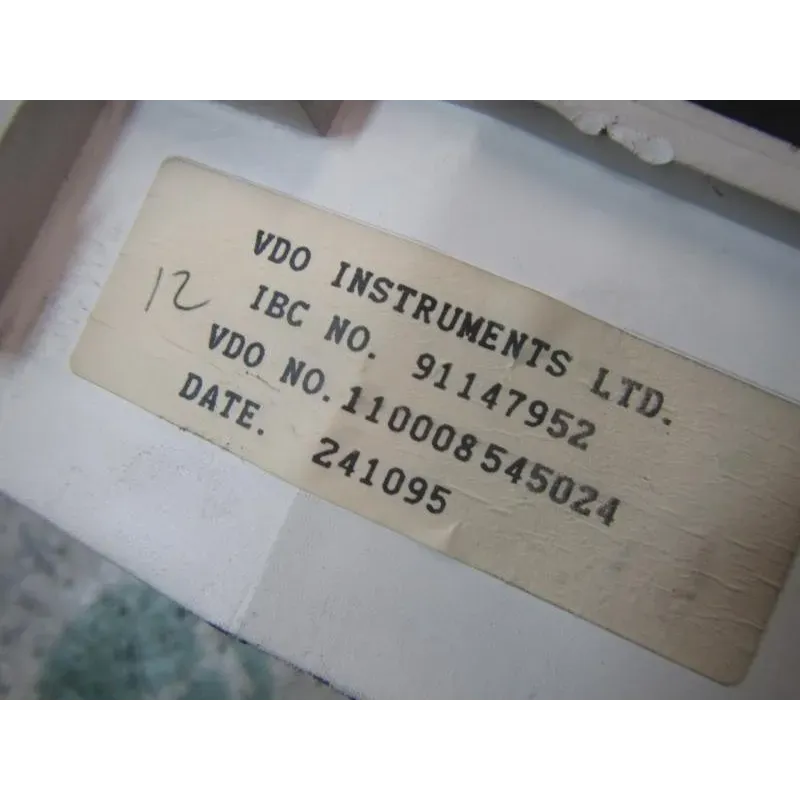 VDO INSTRUMENTS LTD.
12
IBC NO. 91147952
VDO NO.110008545024
DATE. 241095